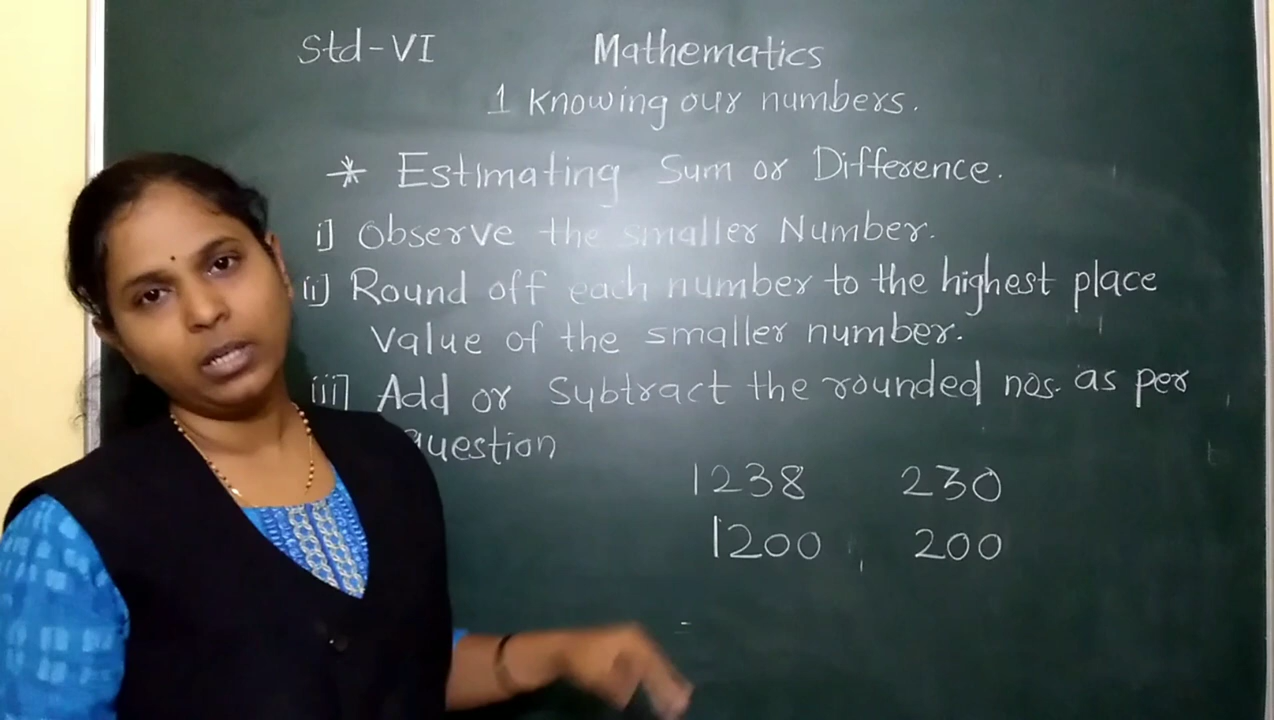 Std-VI Mathematics
1 Knowing our numbers.
* Estimating Sum or Difference.
i] Observe the smaller Number.
ii] Round off each number to the highest place
value of the smaller number.
iii] Add or Subtract the rounded nos. as per
question
1238 230
1200 200